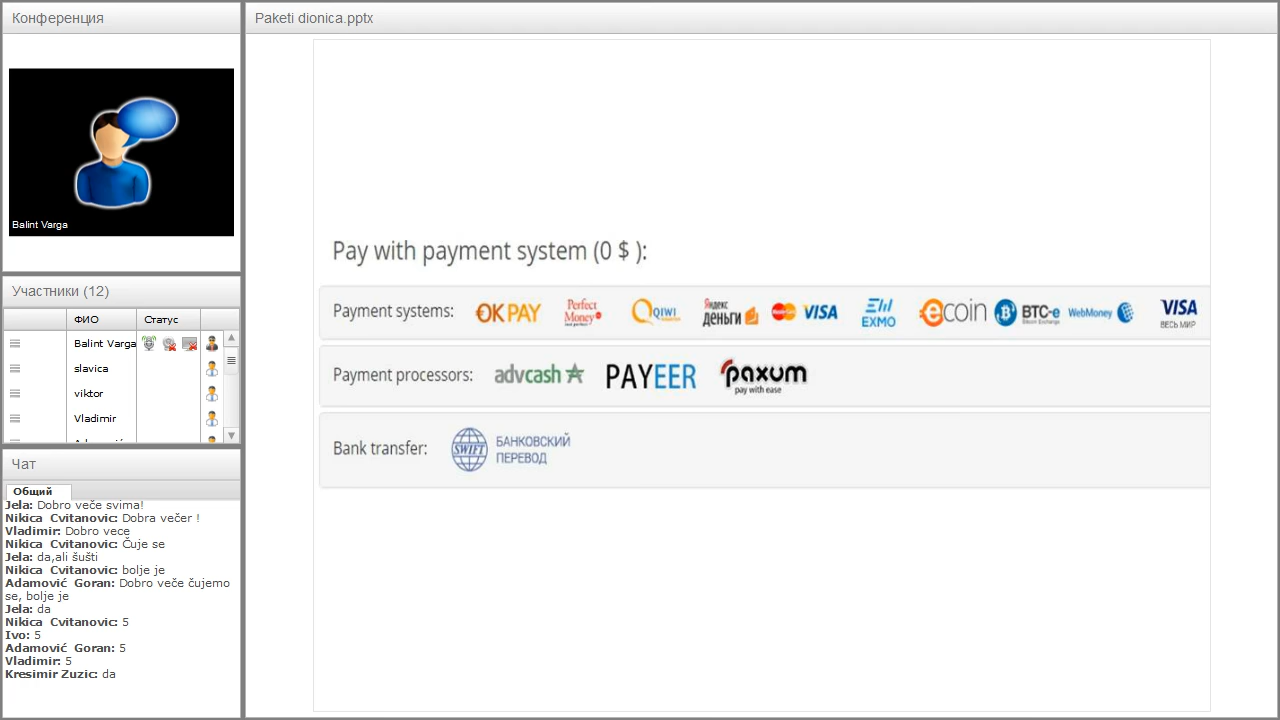 Конференция
Balint Varga
Участники (12)
ФИО Статус
Balint Varga
slavica
viktor
Vladimir
Чат
Общий
Jela: Dobro veče svima!
Nikica Cvitanovic: Dobra večer !
Vladimir: Dobro vece
Nikica Cvitanovic: Čuje se
Jela: da,ali šušti
Nikica Cvitanovic: bolje je
Adamović Goran: Dobro veče čujemo
se, bolje je
Jela: da
Nikica Cvitanovic: 5
Ivo: 5
Adamović Goran: 5
Vladimir: 5
Kresimir Zuzic: da
Paketi dionica.pptx
Pay with payment system (0 $ ):
Payment systems: OKPAY Perfect Money QIWI Яндекс Деньги MasterCard VISA EXMO ecoin BTC-e WebMoney VISA
ВЕСЬ МИР
Payment processors: advcash PAYEER paxum
pay with ease
Bank transfer: SWIFT БАНКОВСКИЙ
ПЕРЕВОД